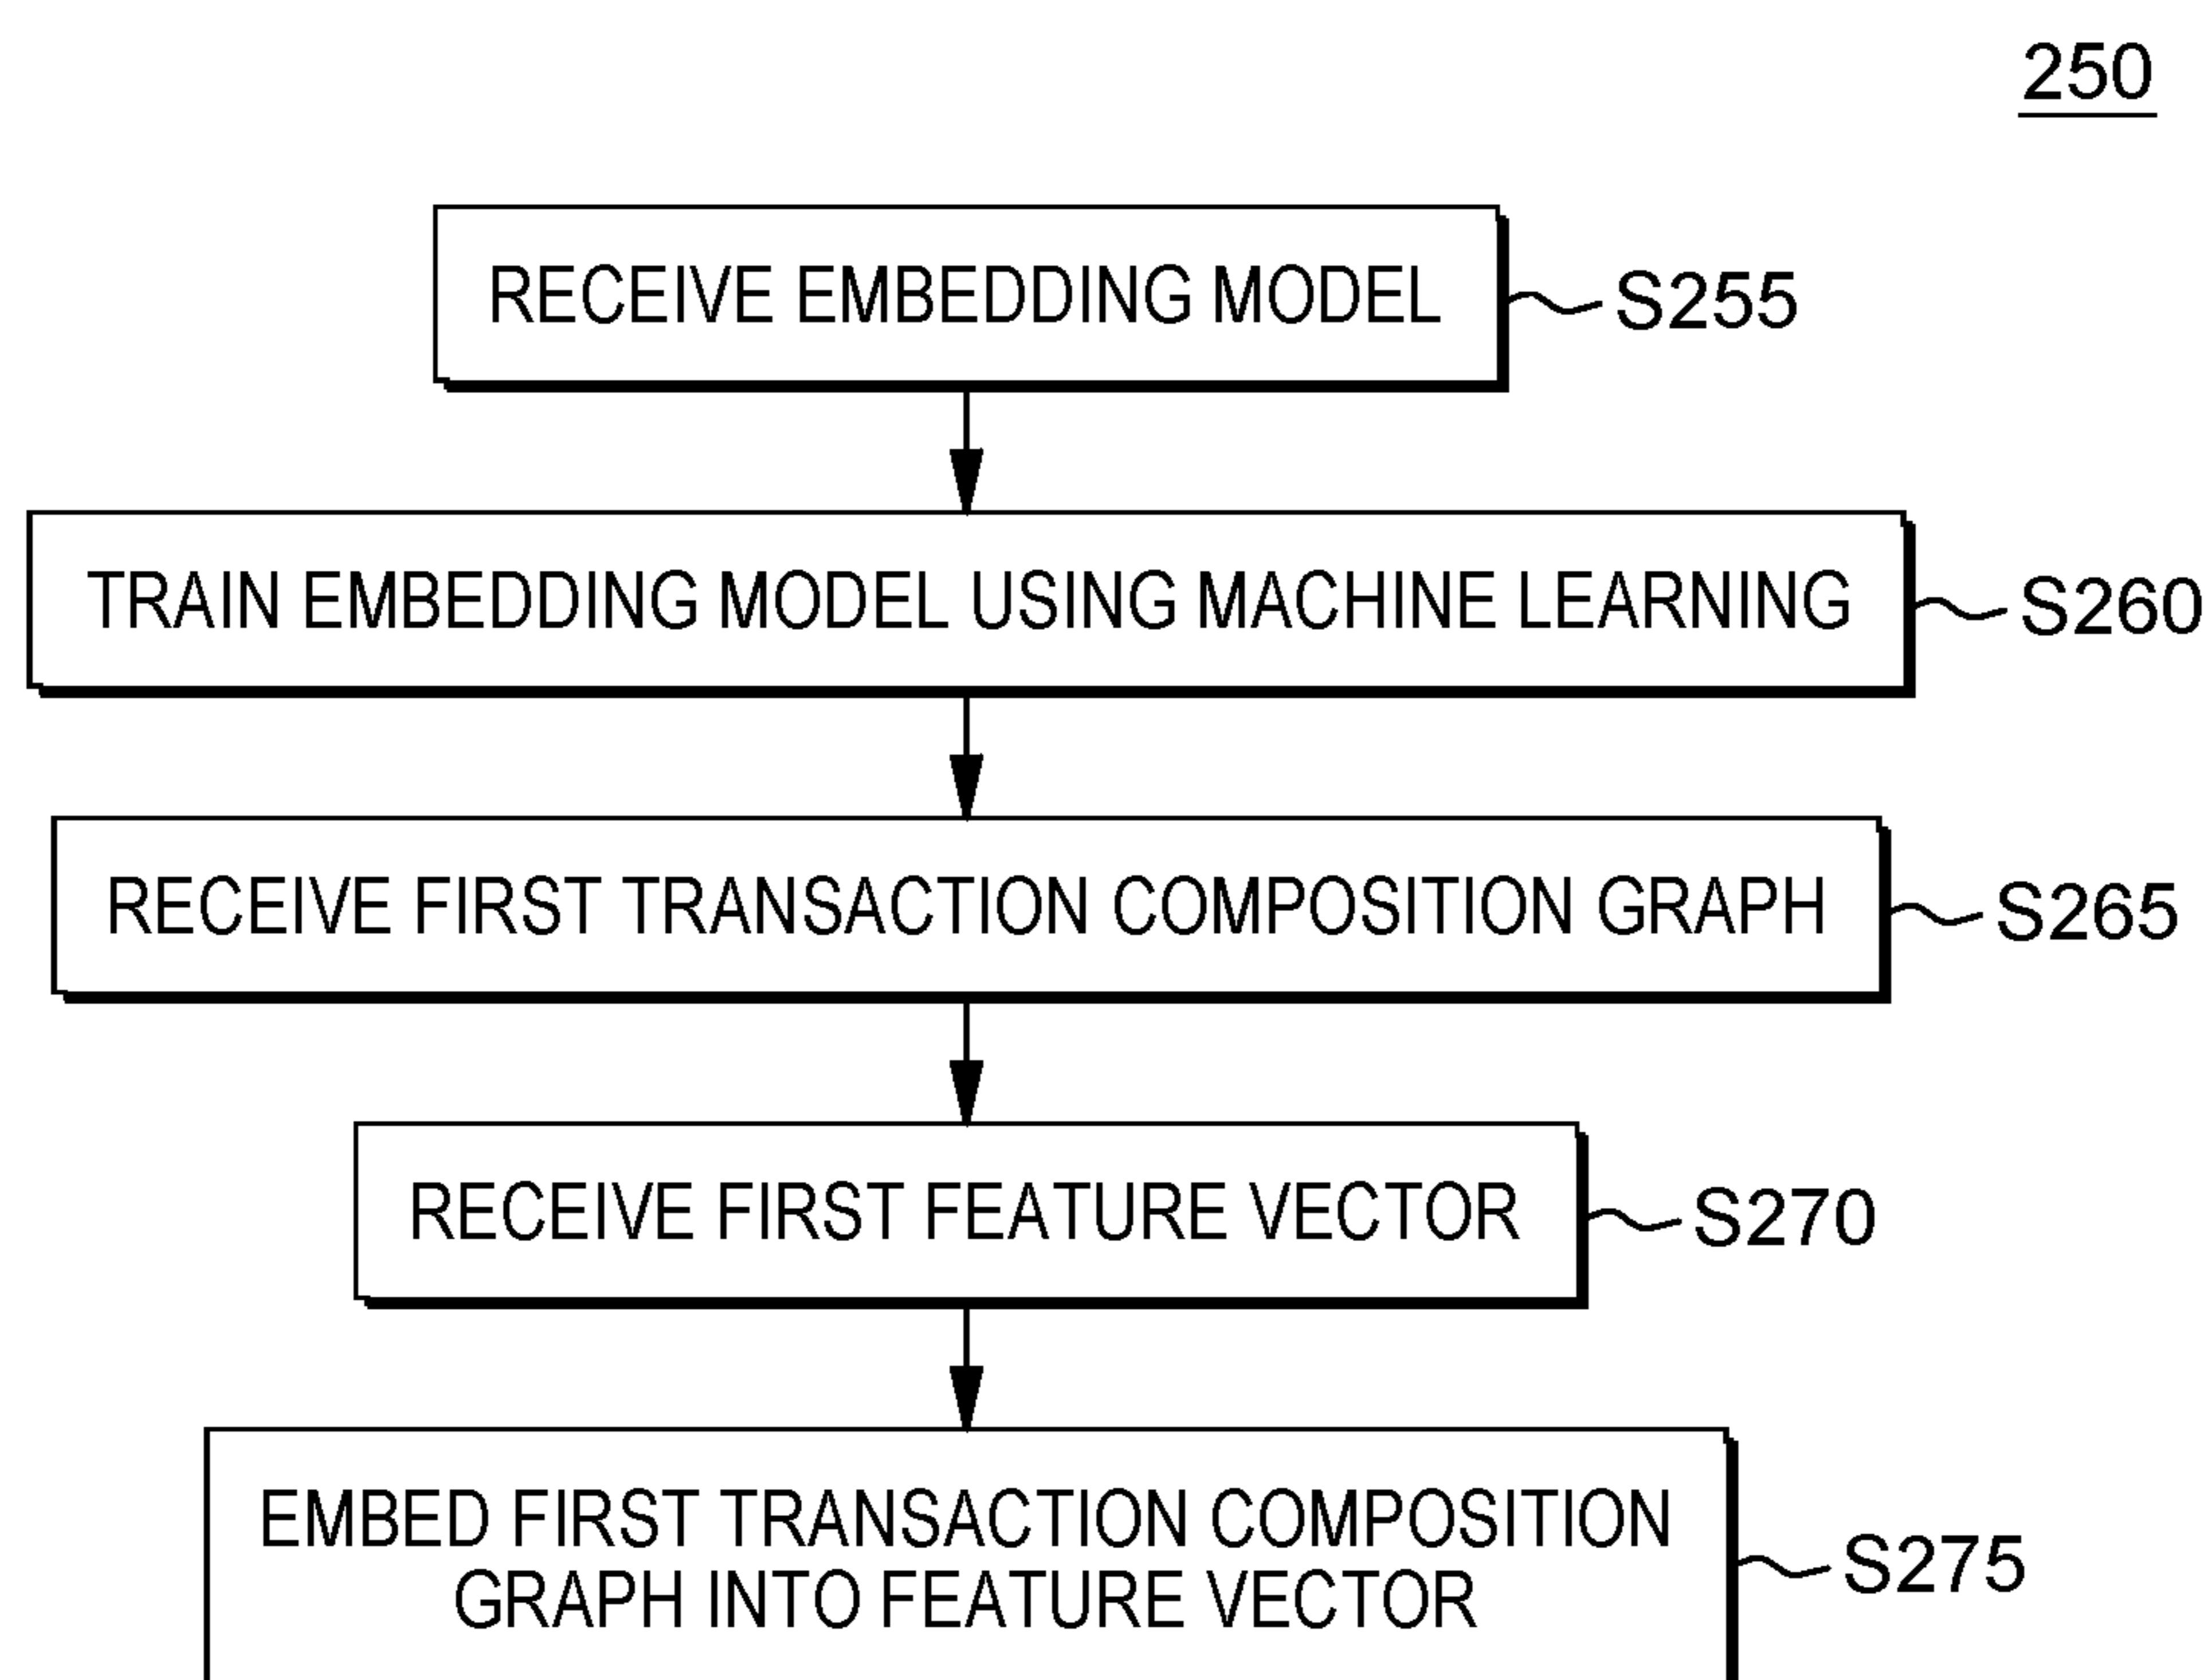 250
RECEIVE EMBEDDING MODEL
S255
TRAIN EMBEDDING MODEL USING MACHINE LEARNING
S260
RECEIVE FIRST TRANSACTION COMPOSITION GRAPH
S265
RECEIVE FIRST FEATURE VECTOR
S270
EMBED FIRST TRANSACTION COMPOSITION
GRAPH INTO FEATURE VECTOR
S275